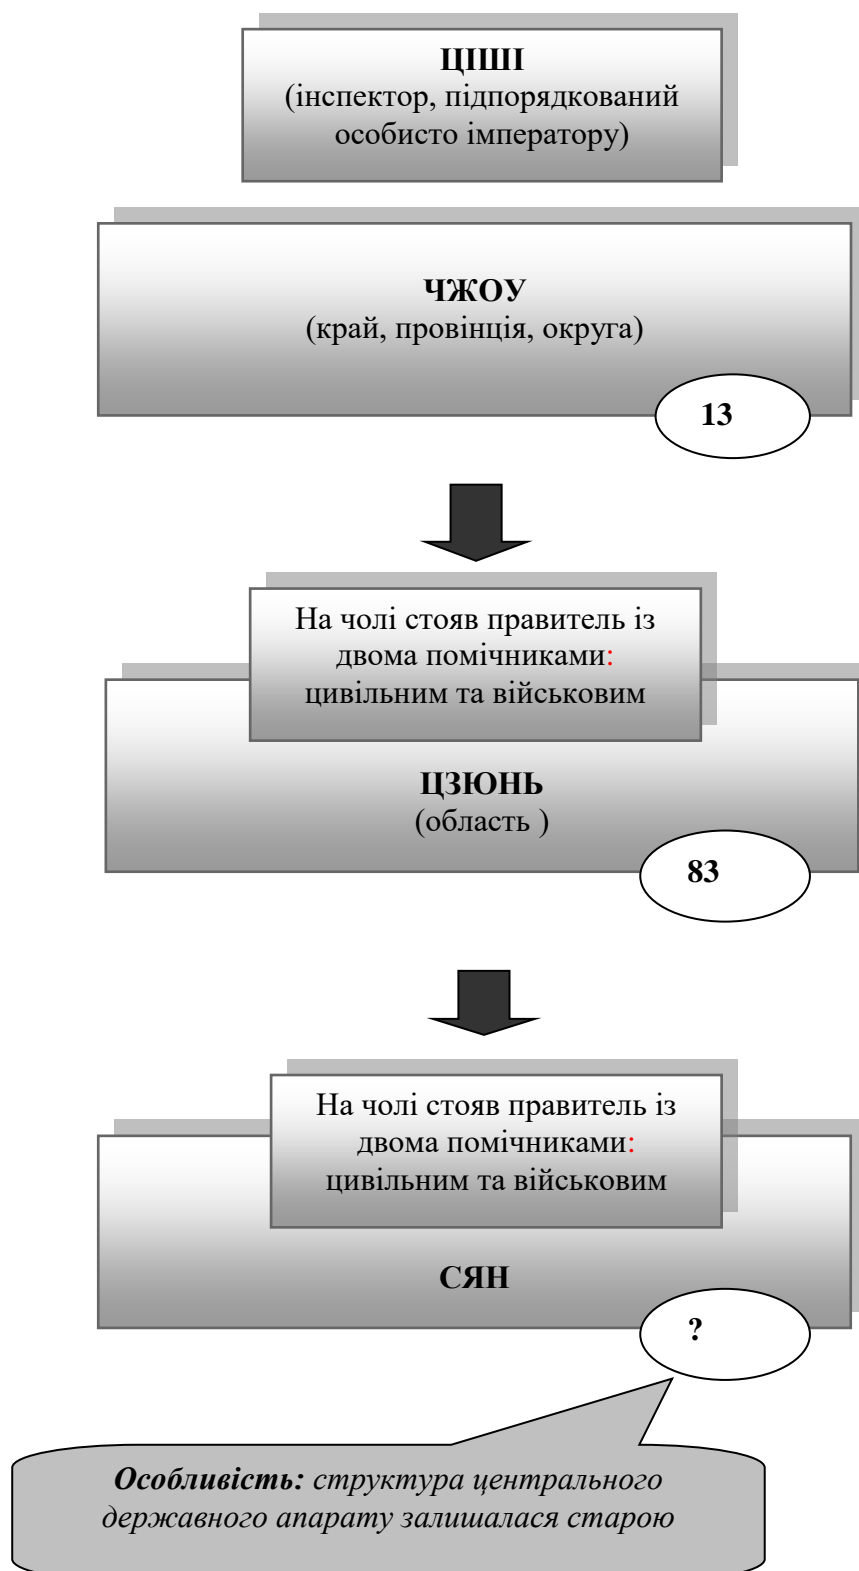 ЦІШІ
(інспектор, підпорядкований
особисто імператору)
ЧЖОУ
(край, провінція, округа)
13
На чолі стояв правитель із
двома помічниками:
цивільним та військовим
ЦЗЮНЬ
(область )
83
На чолі стояв правитель із
двома помічниками:
цивільним та військовим
СЯН
?
Особливість: структура центрального
державного апарату залишалася старою